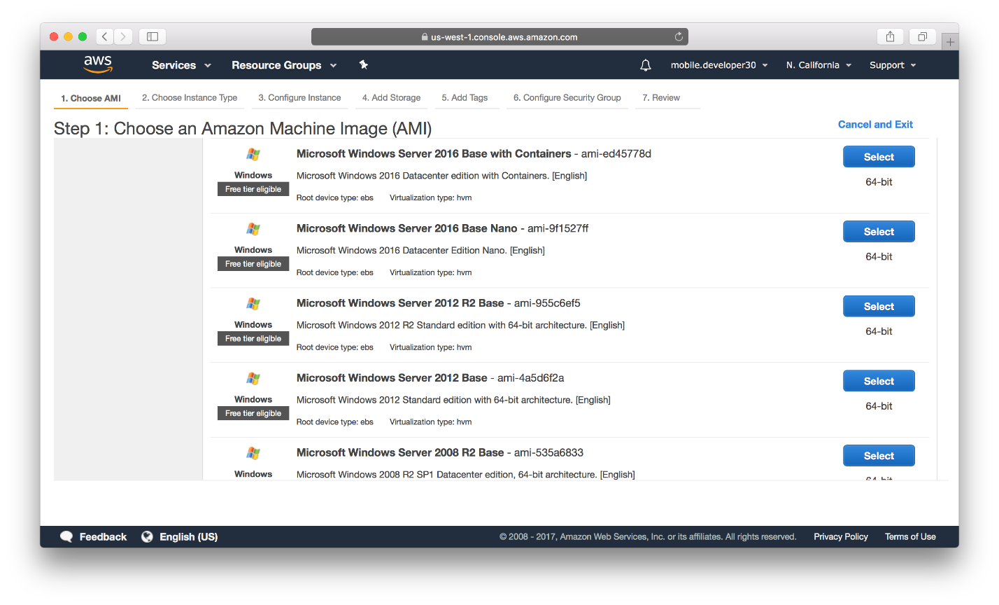 us-west-1.console.aws.amazon.com
aws Services Resource Groups mobile.developer30 N. California Support
1. Choose AMI 2. Choose Instance Type 3. Configure Instance 4. Add Storage 5. Add Tags 6. Configure Security Group 7. Review
Step 1: Choose an Amazon Machine Image (AMI) Cancel and Exit
Microsoft Windows Server 2016 Base with Containers - ami-ed45778d Select
Windows Microsoft Windows 2016 Datacenter edition with Containers. [English] 64-bit
Free tier eligible Root device type: ebs Virtualization type: hvm
Microsoft Windows Server 2016 Base Nano - ami-9f1527ff Select
Windows Microsoft Windows 2016 Datacenter Edition Nano. [English] 64-bit
Free tier eligible Root device type: ebs Virtualization type: hvm
Microsoft Windows Server 2012 R2 Base - ami-955c6ef5 Select
Windows Microsoft Windows 2012 R2 Standard edition with 64-bit architecture. [English] 64-bit
Free tier eligible Root device type: ebs Virtualization type: hvm
Microsoft Windows Server 2012 Base - ami-4a5d6f2a Select
Windows Microsoft Windows 2012 Standard edition with 64-bit architecture. [English] 64-bit
Free tier eligible Root device type: ebs Virtualization type: hvm
Microsoft Windows Server 2008 R2 Base - ami-535a6833 Select
Windows Microsoft Windows 2008 R2 SP1 Datacenter edition, 64-bit architecture. [English] 64-bit
Feedback English (US) © 2008 - 2017, Amazon Web Services, Inc. or its affiliates. All rights reserved. Privacy Policy Terms of Use